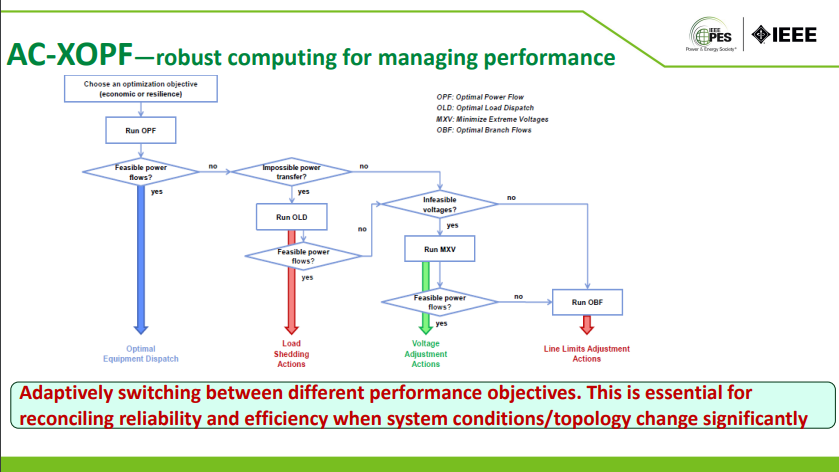 AC-XOPF—robust computing for managing performance
IEEE
PES
Power & Energy Society®
IEEE
Choose an optimization objective
(economic or resilience)
OPF: Optimal Power Flow
OLD: Optimal Load Dispatch
MXV: Minimize Extreme Voltages
OBF: Optimal Branch Flows
Run OPF
Feasible power
flows?
no
yes
Impossible power
transfer?
no
yes
Run OLD
Feasible power
flows?
no
yes
Infeasible
voltages?
no
yes
Run MXV
Feasible power
flows?
no
yes
Run OBF
Optimal
Equipment Dispatch
Load
Shedding
Actions
Voltage
Adjustment
Actions
Line Limits Adjustment
Actions
Adaptively switching between different performance objectives. This is essential for
reconciling reliability and efficiency when system conditions/topology change significantly